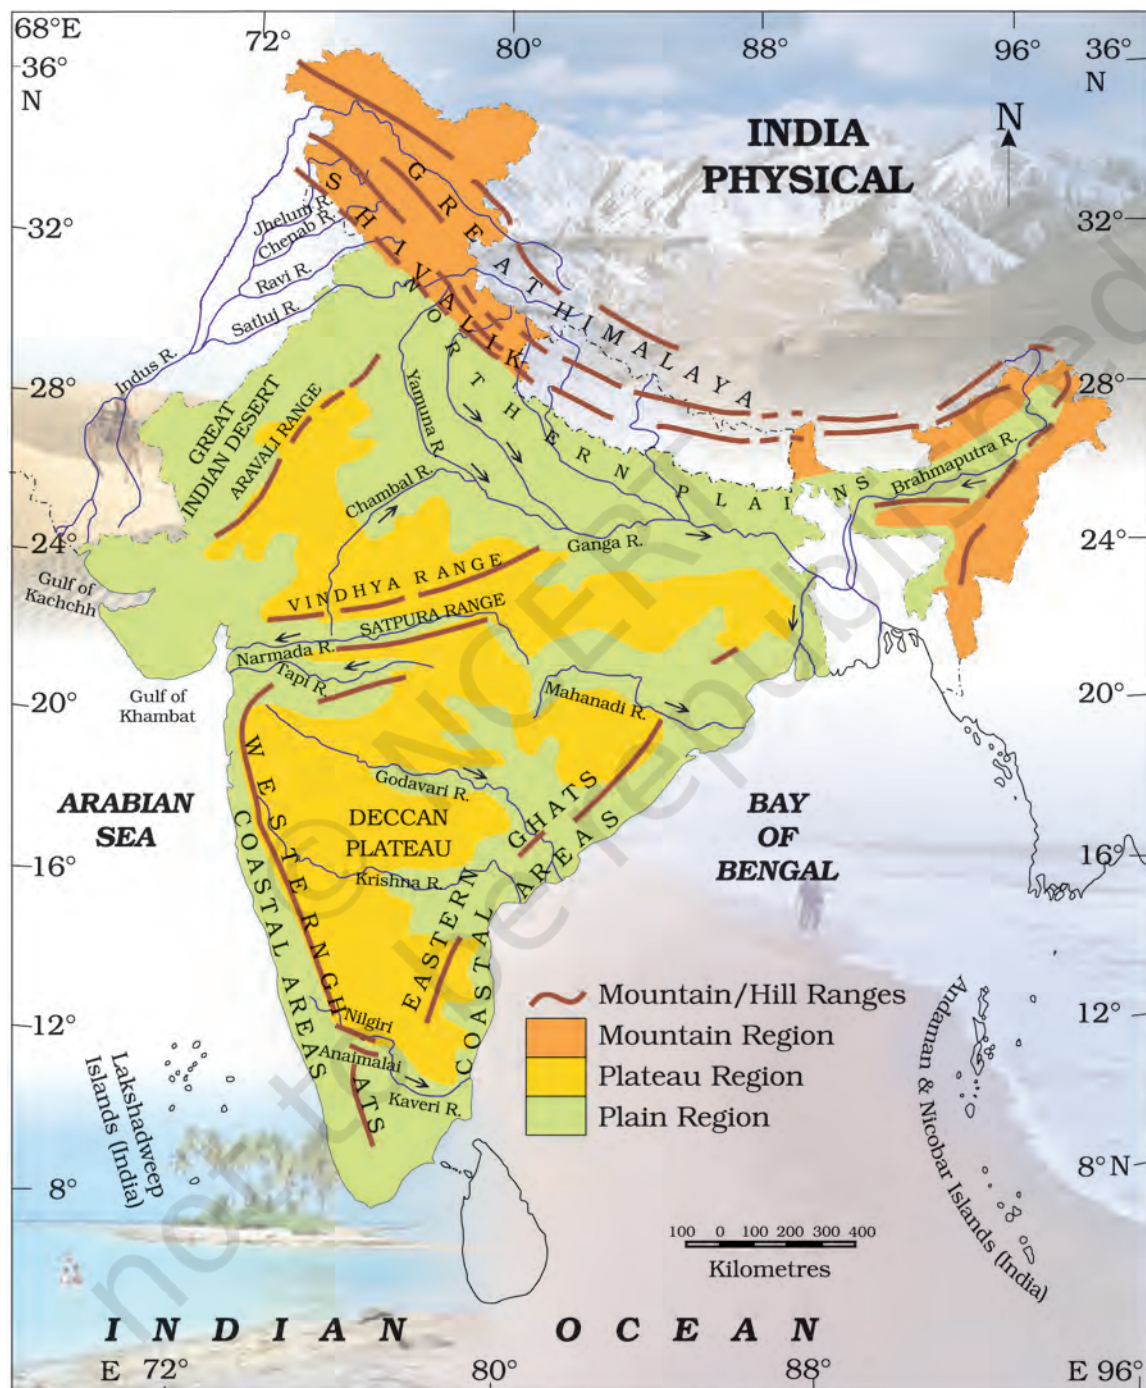 68°E
72°
80°
88°
96°
36°
N
36°
N
INDIA
PHYSICAL
N
32°
32°
28°
28°
24°
24°
20°
20°
16°
16°
12°
12°
8°
8° N
GREAT HIMALAYA
SHIVALIK
NORTHERN PLAINS
Jhelum R.
Chenab R.
Ravi R.
Satluj R.
Indus R.
Yamuna R.
GREAT
INDIAN DESERT
ARAVALI RANGE
Chambal R.
Ganga R.
Brahmaputra R.
Gulf of
Kachchh
VINDHYA RANGE
SATPURA RANGE
Narmada R.
Tapi R.
Gulf of
Khambat
Mahanadi R.
Godavari R.
DECCAN
PLATEAU
Krishna R.
WESTERN GHATS
EASTERN GHATS
COASTAL AREAS
COASTAL AREAS
ARABIAN
SEA
BAY
OF
BENGAL
Nilgiri
Anaimalai
Kaveri R.
Lakshadweep
Islands (India)
Andaman & Nicobar Islands (India)
Mountain/Hill Ranges
Mountain Region
Plateau Region
Plain Region
100 0 100 200 300 400
Kilometres
INDIAN OCEAN
E 72°
80°
88°
E 96°
© NCERT
not to be republished